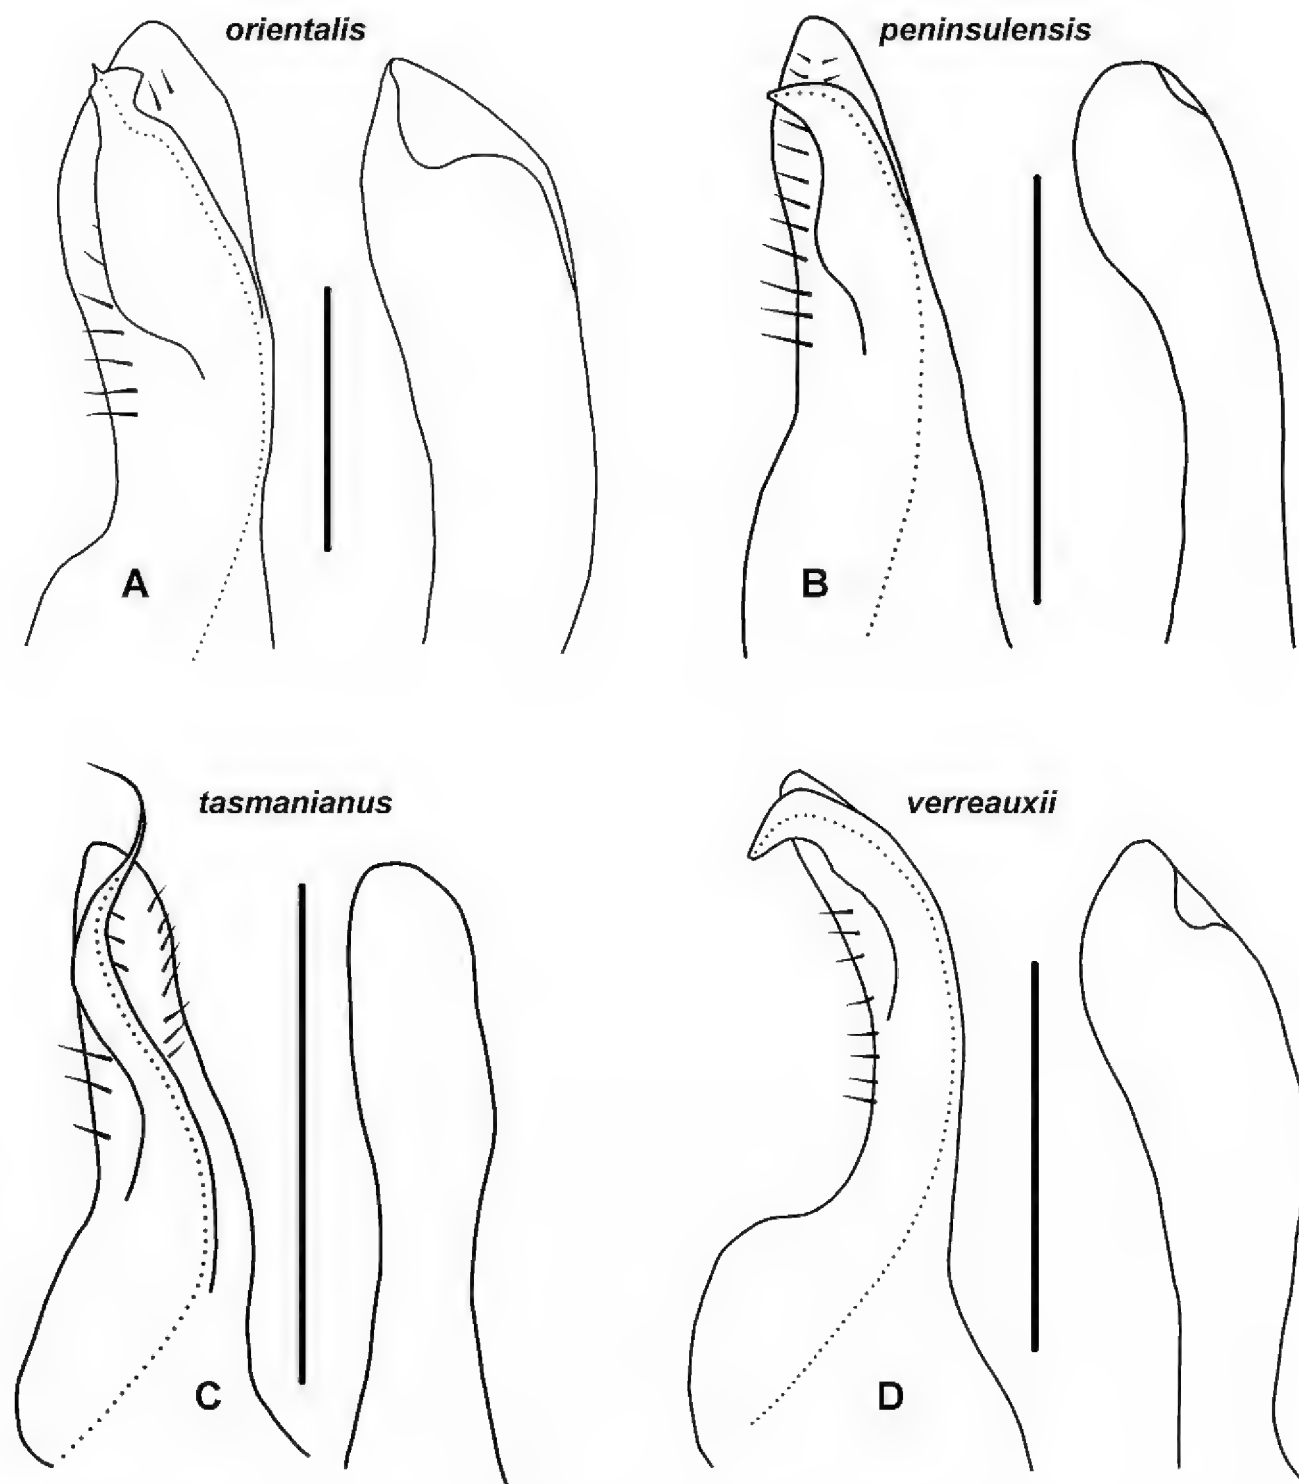 orientalis
peninsulensis
A
B
tasmanianus
verreauxii
C
D